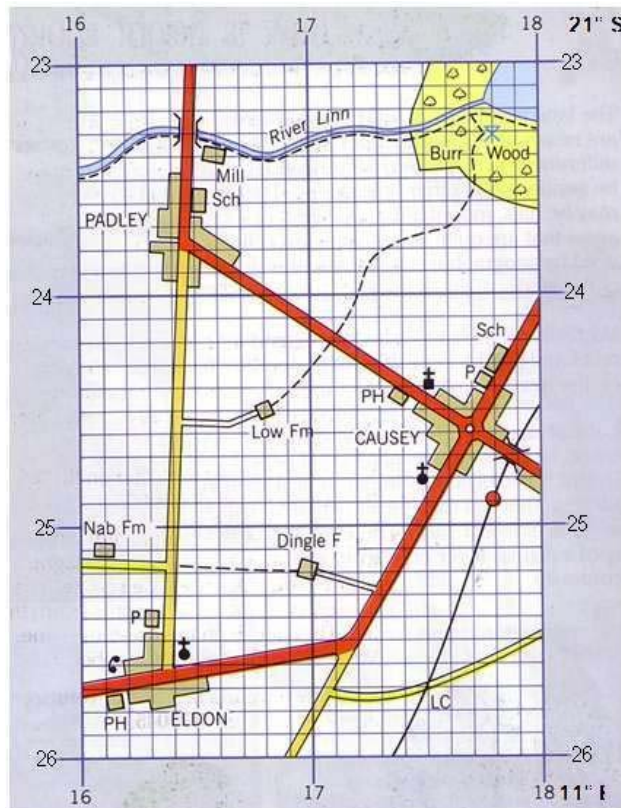 16 17 18 21° S
23 23
River Linn
Burr Wood
Mill
Sch
PADLEY
24 24
Sch
P
PH
CAUSEY
Low Fm
25 25
Nab Fm
Dingle F
P
PH
ELDON
LC
26 26
16 17 18 11° E